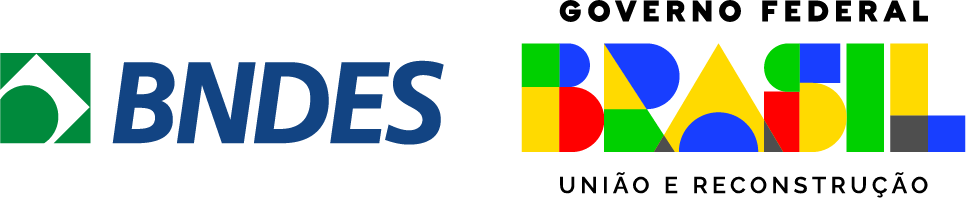 BNDES
GOVERNO FEDERAL
BRASIL
UNIÃO E RECONSTRUÇÃO